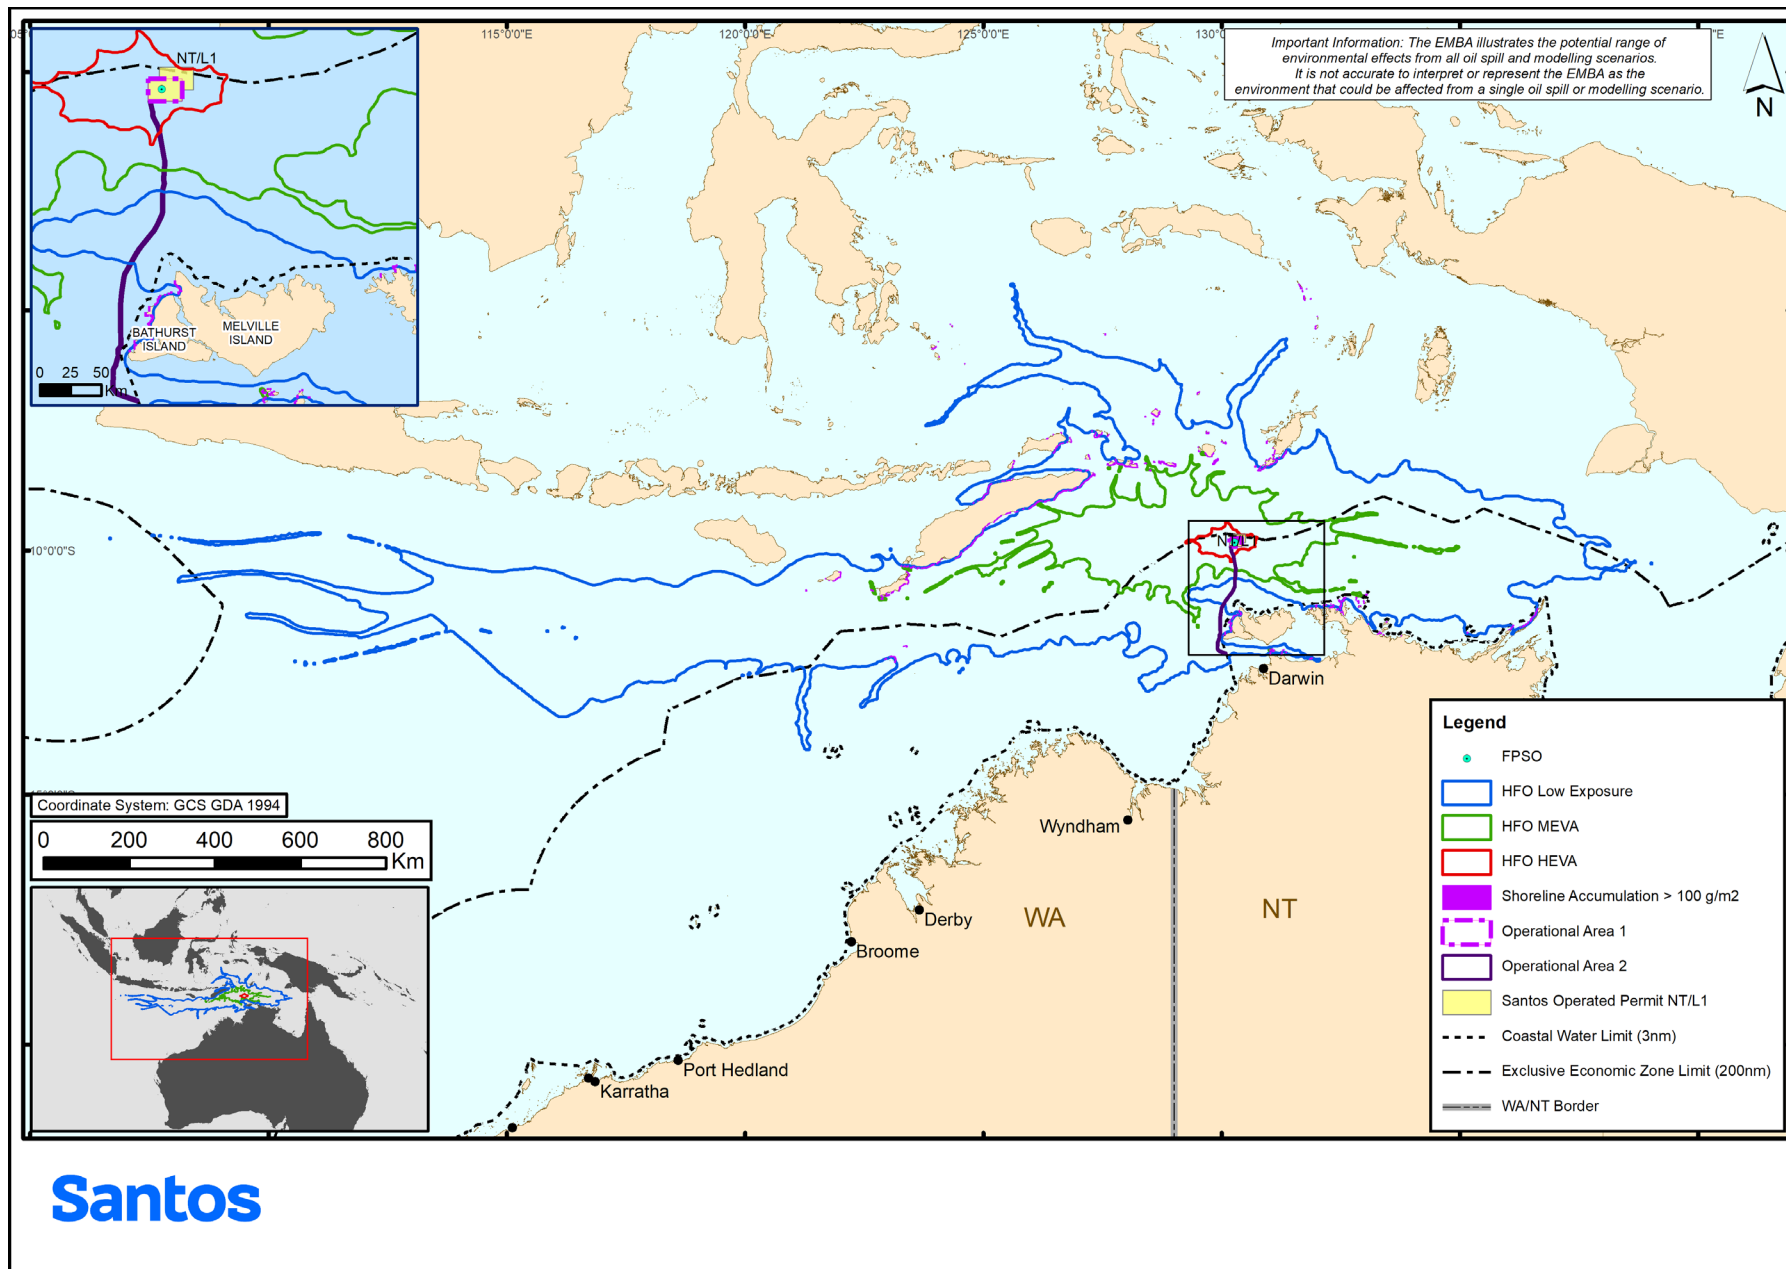 115°0'0"E
120°0'0"E
125°0'0"E
Important Information: The EMBA illustrates the potential range of
environmental effects from all oil spill and modelling scenarios.
It is not accurate to interpret or represent the EMBA as the
environment that could be affected from a single oil spill or modelling scenario.
N
NT/L1
BATHURST
ISLAND
MELVILLE
ISLAND
0 25 50
Km
10°0'0"S
NT/L1
Darwin
Wyndham
Derby
Broome
WA
NT
Port Hedland
Karratha
Coordinate System: GCS GDA 1994
0 200 400 600 800
Km
Legend
FPSO
HFO Low Exposure
HFO MEVA
HFO HEVA
Shoreline Accumulation > 100 g/m2
Operational Area 1
Operational Area 2
Santos Operated Permit NT/L1
Coastal Water Limit (3nm)
Exclusive Economic Zone Limit (200nm)
WA/NT Border
Santos